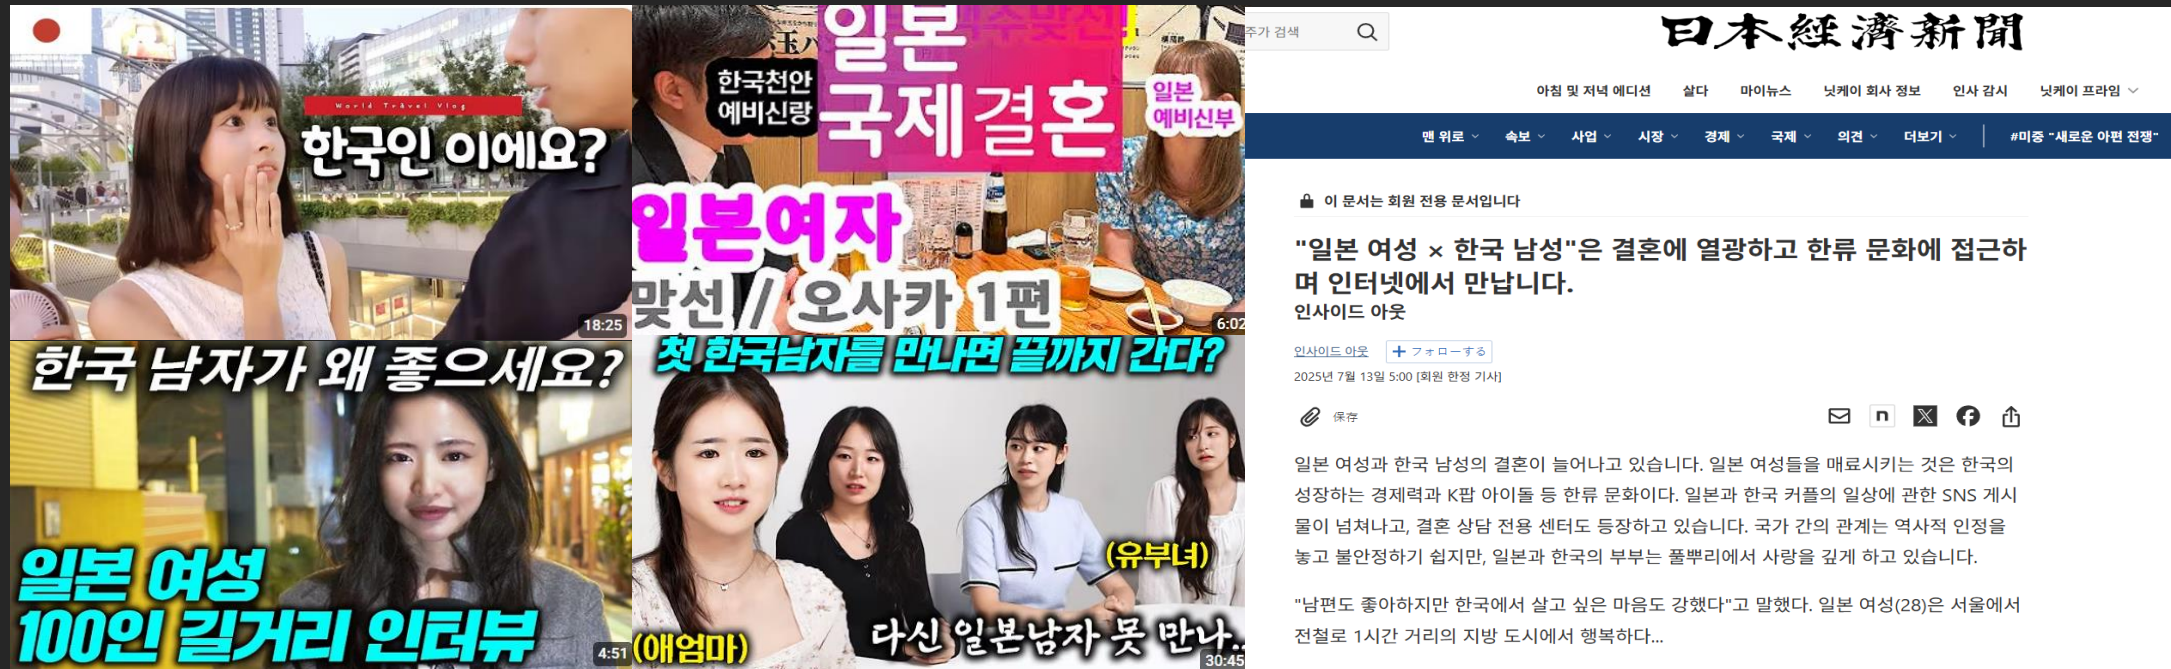 World Travel Vlog
한국인 이에요?
18:25
일본
국제결혼
한국천안
예비신랑
일본
예비신부
일본여자
맞선 / 오사카 1편
6:02
한국 남자가 왜 좋으세요?
일본 여성
100인 길거리 인터뷰
4:51
첫 한국남자를 만나면 끝까지 간다?
(유부녀)
(애엄마)
다신 일본남자 못 만나..
30:45
주가 검색
日本経済新聞
아침 및 저녁 에디션 살다 마이뉴스 닛케이 회사 정보 인사 감시 닛케이 프라임
맨 위로 속보 사업 시장 경제 국제 의견 더보기 #미중 "새로운 아편 전쟁"
이 문서는 회원 전용 문서입니다
"일본 여성 × 한국 남성"은 결혼에 열광하고 한류 문화에 접근하
며 인터넷에서 만납니다.
인사이드 아웃
인사이드 아웃 + フォローする
2025년 7월 13일 5:00 [회원 한정 기사]
保存
일본 여성과 한국 남성의 결혼이 늘어나고 있습니다. 일본 여성들을 매료시키는 것은 한국의
성장하는 경제력과 K팝 아이돌 등 한류 문화이다. 일본과 한국 커플의 일상에 관한 SNS 게시
물이 넘쳐나고, 결혼 상담 전용 센터도 등장하고 있습니다. 국가 간의 관계는 역사적 인정을
놓고 불안정하기 쉽지만, 일본과 한국의 부부는 풀뿌리에서 사랑을 깊게 하고 있습니다.
"남편도 좋아하지만 한국에서 살고 싶은 마음도 강했다"고 말했다. 일본 여성(28)은 서울에서
전철로 1시간 거리의 지방 도시에서 행복하다...